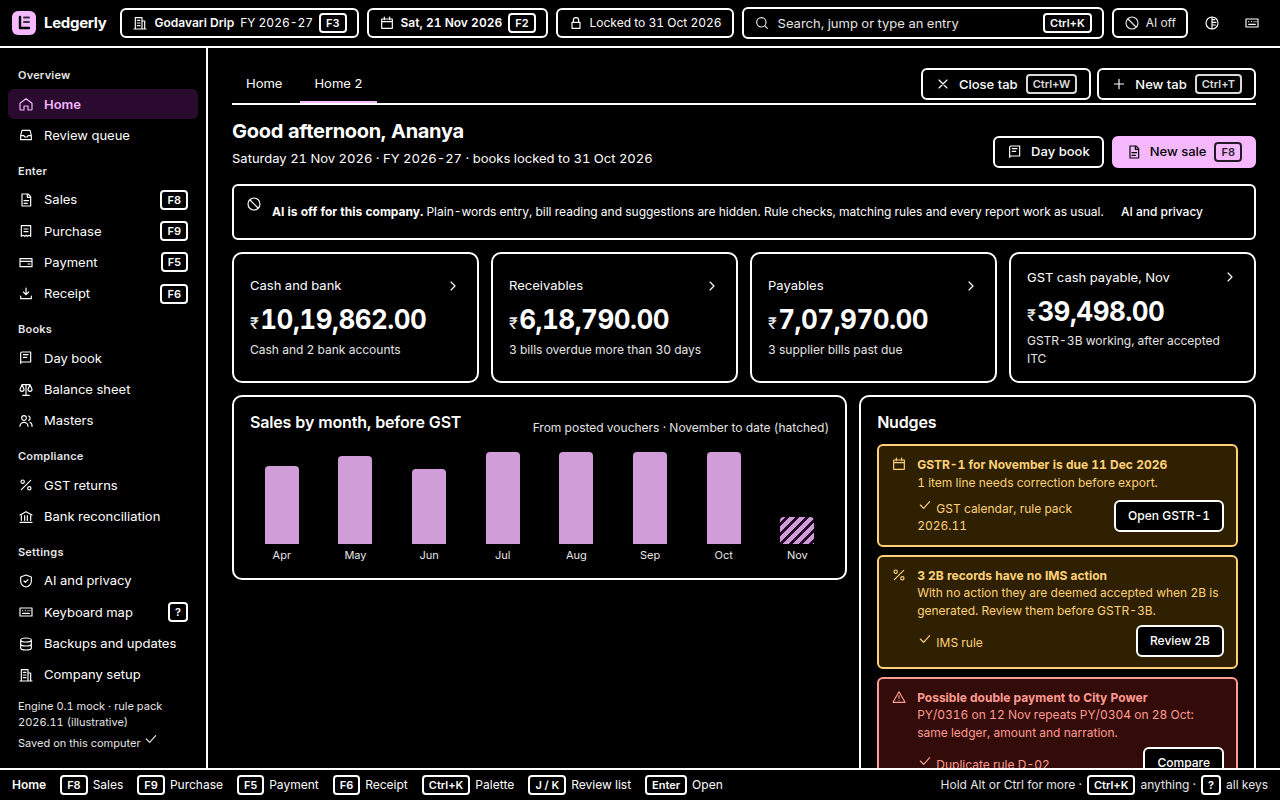 Ledgerly
Godavari Drip FY 2026-27 F3
Sat, 21 Nov 2026 F2
Locked to 31 Oct 2026
Search, jump or type an entry Ctrl+K
AI off
Overview
Home
Review queue
Enter
Sales F8
Purchase F9
Payment F5
Receipt F6
Books
Day book
Balance sheet
Masters
Compliance
GST returns
Bank reconciliation
Settings
AI and privacy
Keyboard map ?
Backups and updates
Company setup
Engine 0.1 mock · rule pack
2026.11 (illustrative)
Saved on this computer
Home
Home 2
Close tab Ctrl+W
New tab Ctrl+T
Good afternoon, Ananya
Saturday 21 Nov 2026 · FY 2026-27 · books locked to 31 Oct 2026
Day book
New sale F8
AI is off for this company. Plain-words entry, bill reading and suggestions are hidden. Rule checks, matching rules and every report work as usual. AI and privacy
Cash and bank
₹10,19,862.00
Cash and 2 bank accounts
Receivables
₹6,18,790.00
3 bills overdue more than 30 days
Payables
₹7,07,970.00
3 supplier bills past due
GST cash payable, Nov
₹39,498.00
GSTR-3B working, after accepted
ITC
Sales by month, before GST
From posted vouchers · November to date (hatched)
Apr May Jun Jul Aug Sep Oct Nov
Nudges
GSTR-1 for November is due 11 Dec 2026
1 item line needs correction before export.
GST calendar, rule pack
2026.11
Open GSTR-1
3 2B records have no IMS action
With no action they are deemed accepted when 2B is
generated. Review them before GSTR-3B.
IMS rule
Review 2B
Possible double payment to City Power
PY/0316 on 12 Nov repeats PY/0304 on 28 Oct:
same ledger, amount and narration.
Duplicate rule D-02
Compare
Home F8 Sales F9 Purchase F5 Payment F6 Receipt Ctrl+K Palette J / K Review list Enter Open
Hold Alt or Ctrl for more · Ctrl+K anything · ? all keys